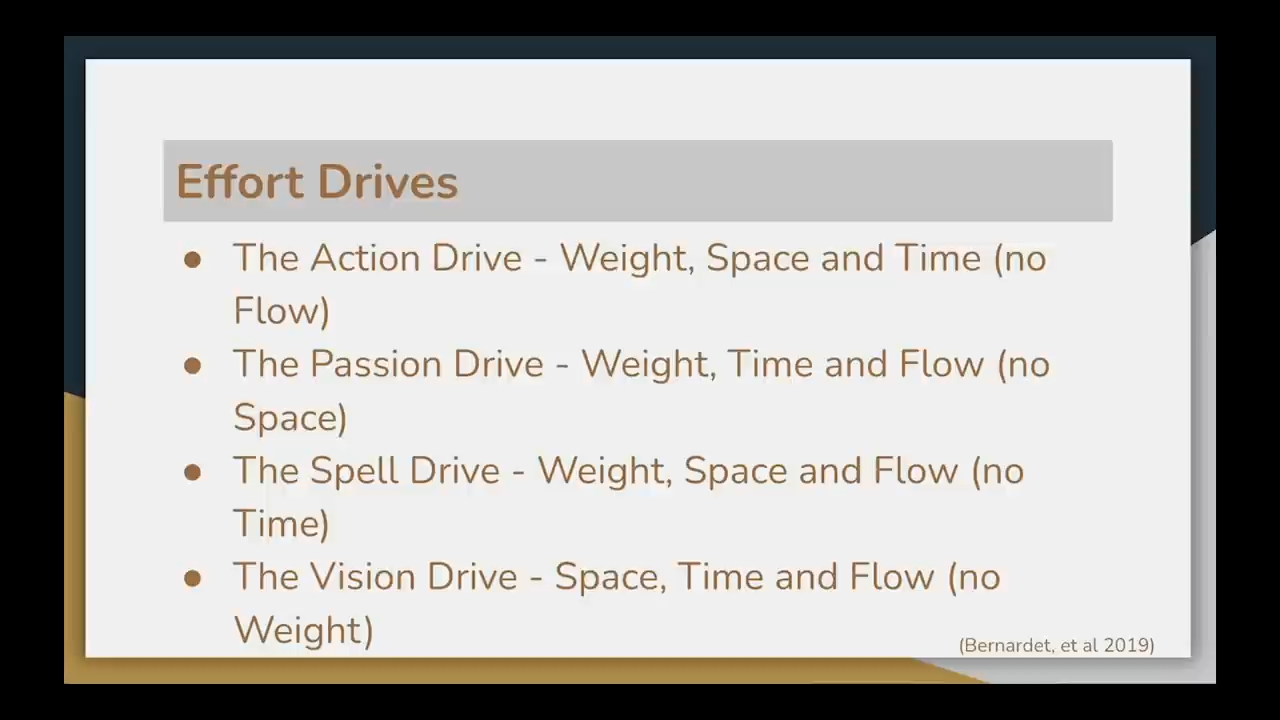 Effort Drives
● The Action Drive - Weight, Space and Time (no
Flow)
● The Passion Drive - Weight, Time and Flow (no
Space)
● The Spell Drive - Weight, Space and Flow (no
Time)
● The Vision Drive - Space, Time and Flow (no
Weight)
(Bernardet, et al 2019)